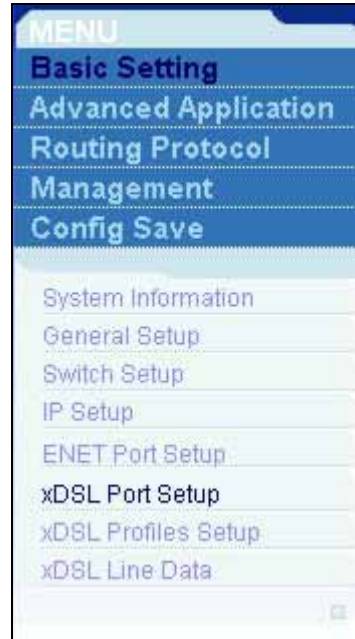 MENU
Basic Setting
Advanced Application
Routing Protocol
Management
Config Save
System Information
General Setup
Switch Setup
IP Setup
ENET Port Setup
xDSL Port Setup
xDSL Profiles Setup
xDSL Line Data